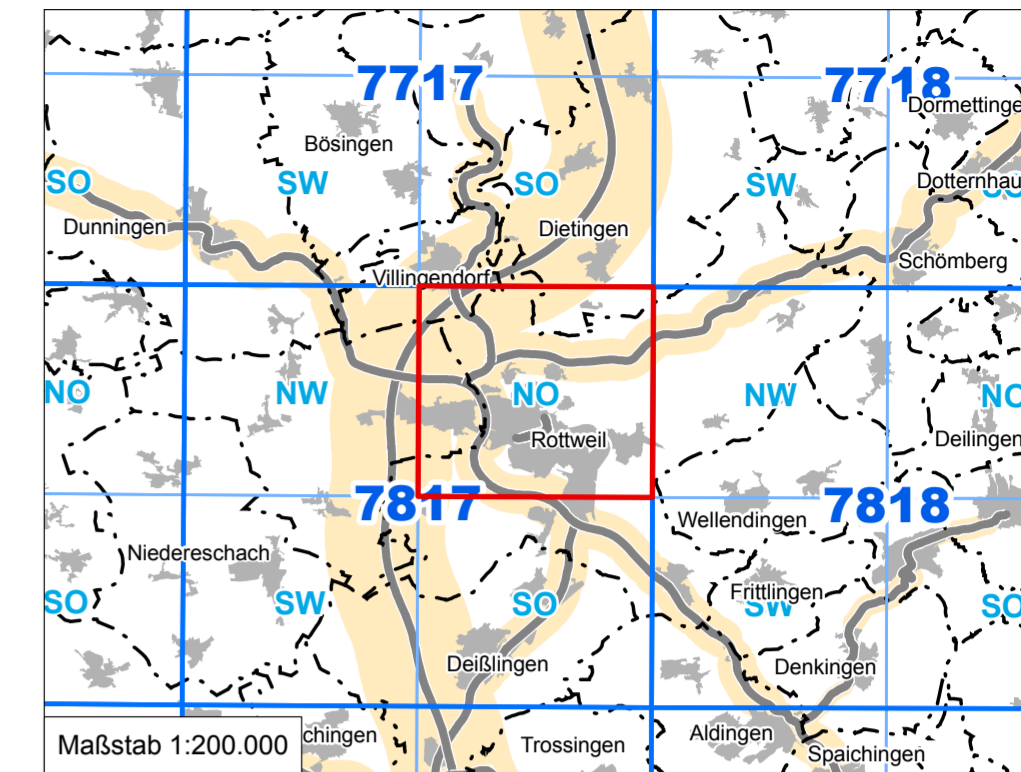 7717
7718
Dormettinge
Bösingen
SO
SW
SO
SW
Dotternhau
SO
Dunningen
Dietingen
Schömberg
Villingendorf
NO
NW
NO
NW
NO
Rottweil
Deilingen
7817
7818
Wellendingen
Niedereschach
Frittlingen
SO
SW
SO
SW
SO
Deißlingen
Denkingen
Maßstab 1:200.000
chingen
Trossingen
Aldingen
Spaichingen